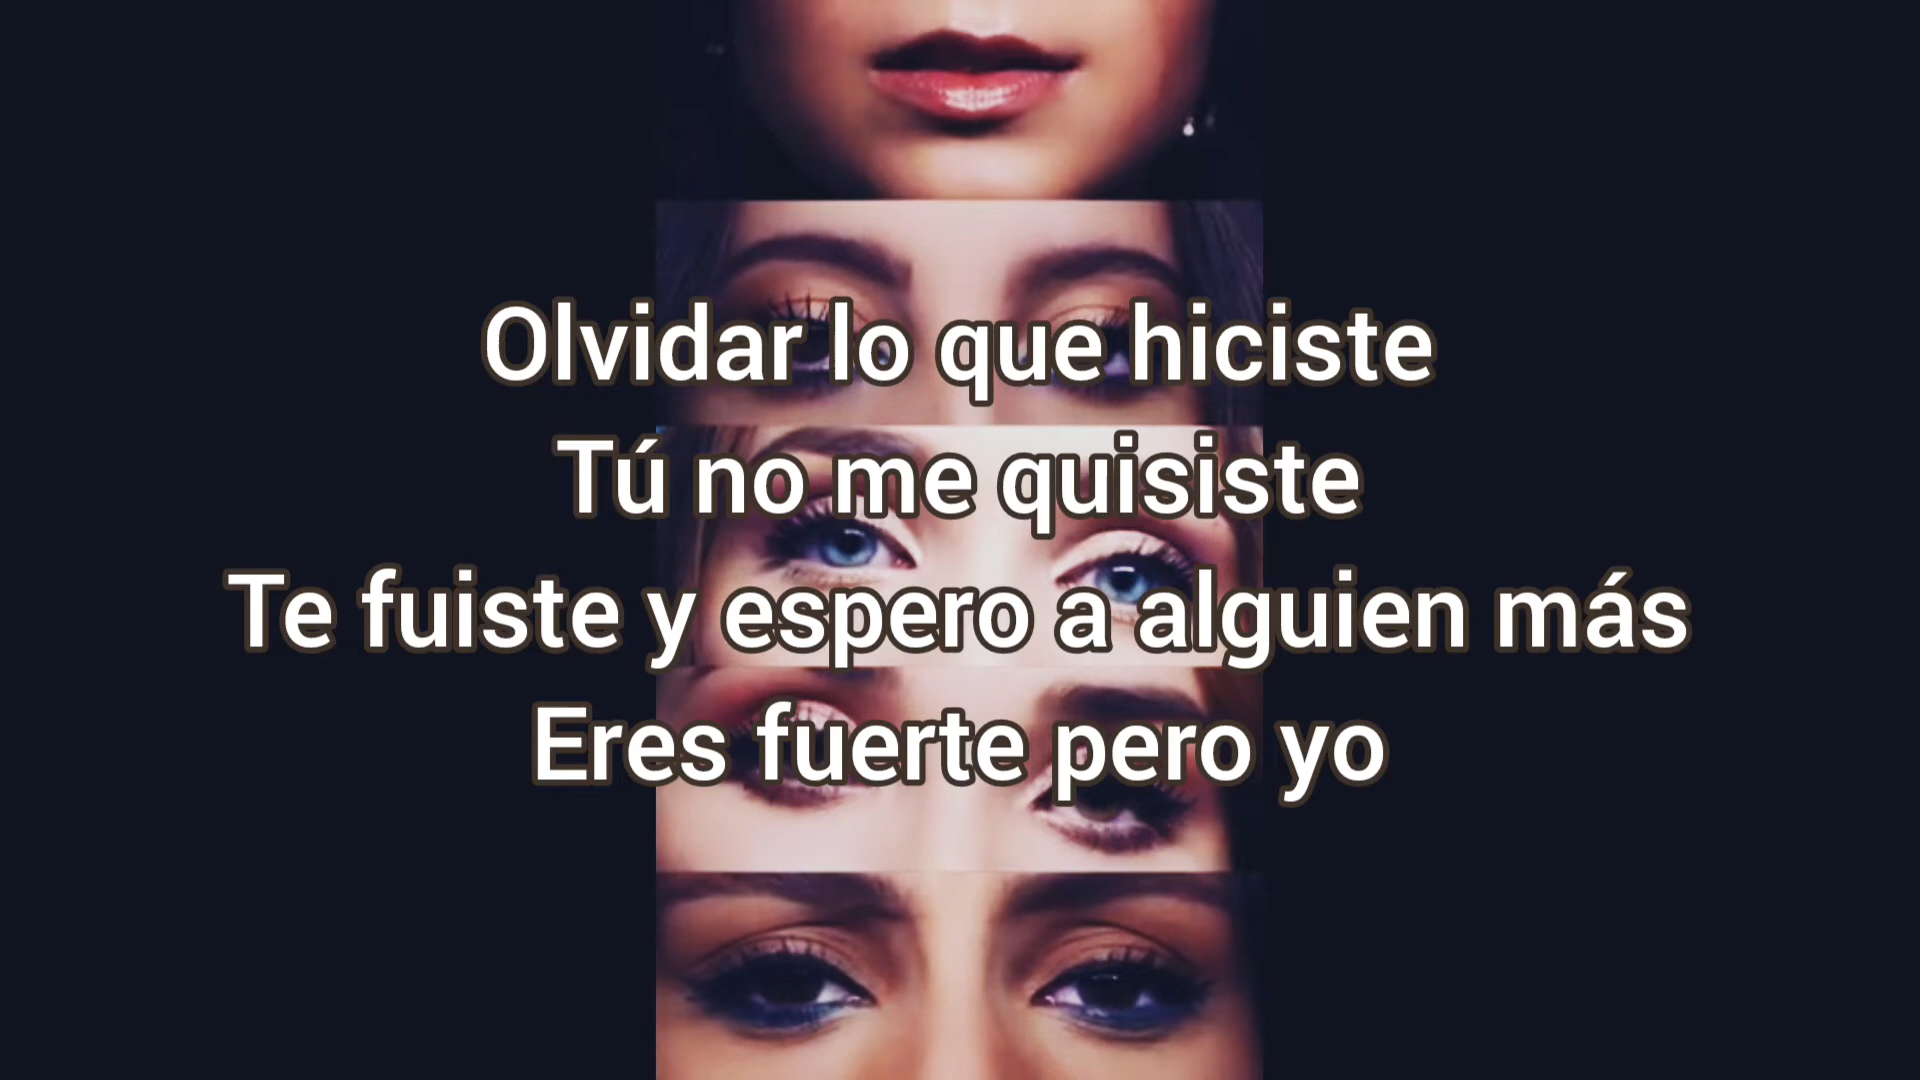 Olvidar lo que hiciste
Tú no me quisiste
Te fuiste y espero a alguien más
Eres fuerte pero yo